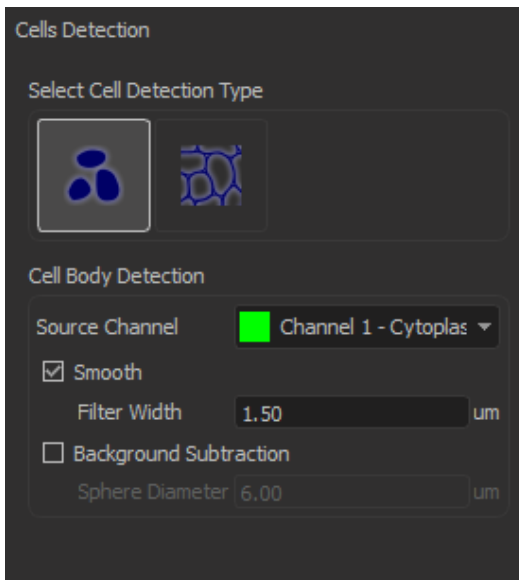 Cells Detection
Select Cell Detection Type
Cell Body Detection
Source Channel Channel 1 - Cytoplas
Smooth
Filter Width 1.50 um
Background Subtraction
Sphere Diameter 6.00 um